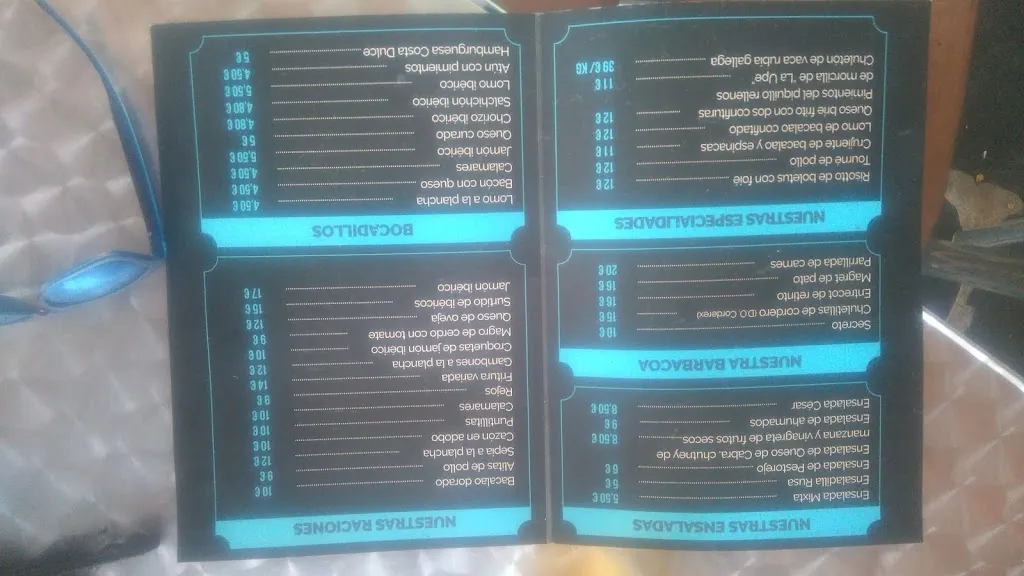 NUESTRAS ENSALADAS
Ensalada Mixta 5,50 €
Ensaladilla Rusa 5 €
Ensalada de Pestorejo 6 €
Ensalada de Queso de Cabra, chutney de
manzana y vinagreta de frutos secos 8,50 €
Ensalada de ahumados 9 €
Ensalada César 8,50 €
NUESTRA BARBACOA
Secreto 10 €
Chuletillas de cordero (D.O. Corderex) 15 €
Entrecot de retinto 16 €
Magret de pato 16 €
Parrillada de carnes 20 €
NUESTRAS ESPECIALIDADES
Risotto de boletus con foie 12 €
Tourné de pollo 12 €
Crujiente de bacalao y espinacas 11 €
Lomo de bacalao confitado 12 €
Queso brie frito con dos confituras 12 €
Pimientos del piquillo rellenos
de morcilla de 'La Upe' 11 €
Chuletón de vaca rubia gallega 39 €/ KG
NUESTRAS RACIONES
Bacalao dorado 10 €
Alitas de pollo 9 €
Sepia a la plancha 12 €
Cazón en adobo 10 €
Puntillitas 10 €
Calamares 10 €
Rejos 9 €
Fritura variada 14 €
Gambones a la plancha 12 €
Croquetas de jamón ibérico 10 €
Magro de cerdo con tomate 9 €
Queso de oveja 12 €
Surtido de ibéricos 15 €
Jamón ibérico 17 €
BOCADILLOS
Lomo a la plancha 4,50 €
Bacón con queso 4,50 €
Calamares 4,50 €
Jamón ibérico 5,50 €
Queso curado 5 €
Chorizo ibérico 4,80 €
Salchichón ibérico 4,80 €
Lomo ibérico 5,50 €
Atún con pimientos 4,50 €
Hamburguesa Costa Dulce 5 €